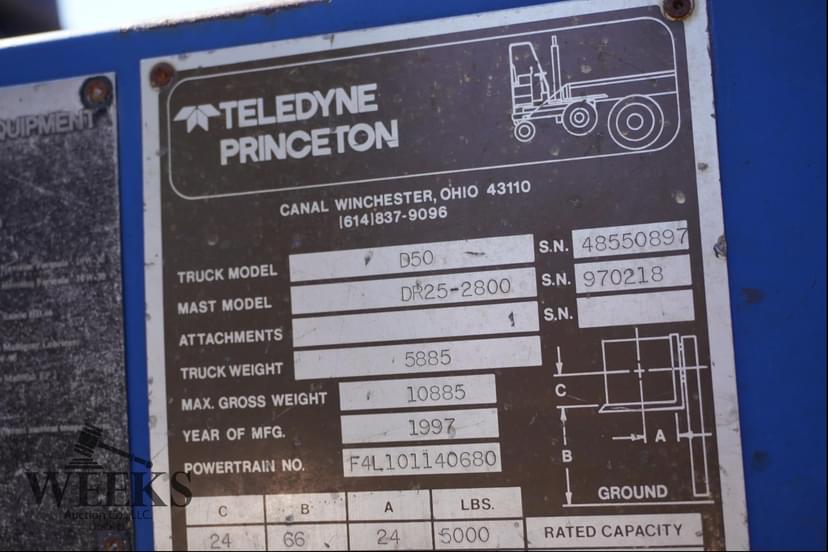 QUIPMENT
TELEDYNE
PRINCETON
CANAL WINCHESTER, OHIO 43110
(614)837-9096
TRUCK MODEL D50 S.N. 48550897
MAST MODEL DR25-2800 S.N. 970218
ATTACHMENTS S.N.
TRUCK WEIGHT 5885
MAX. GROSS WEIGHT 10885
YEAR OF MFG. 1997
POWERTRAIN NO. F4L101140680
C
A
B
GROUND
C B A LBS.
24 66 24 5000 RATED CAPACITY
WEEKS
Auction Co., LLC.